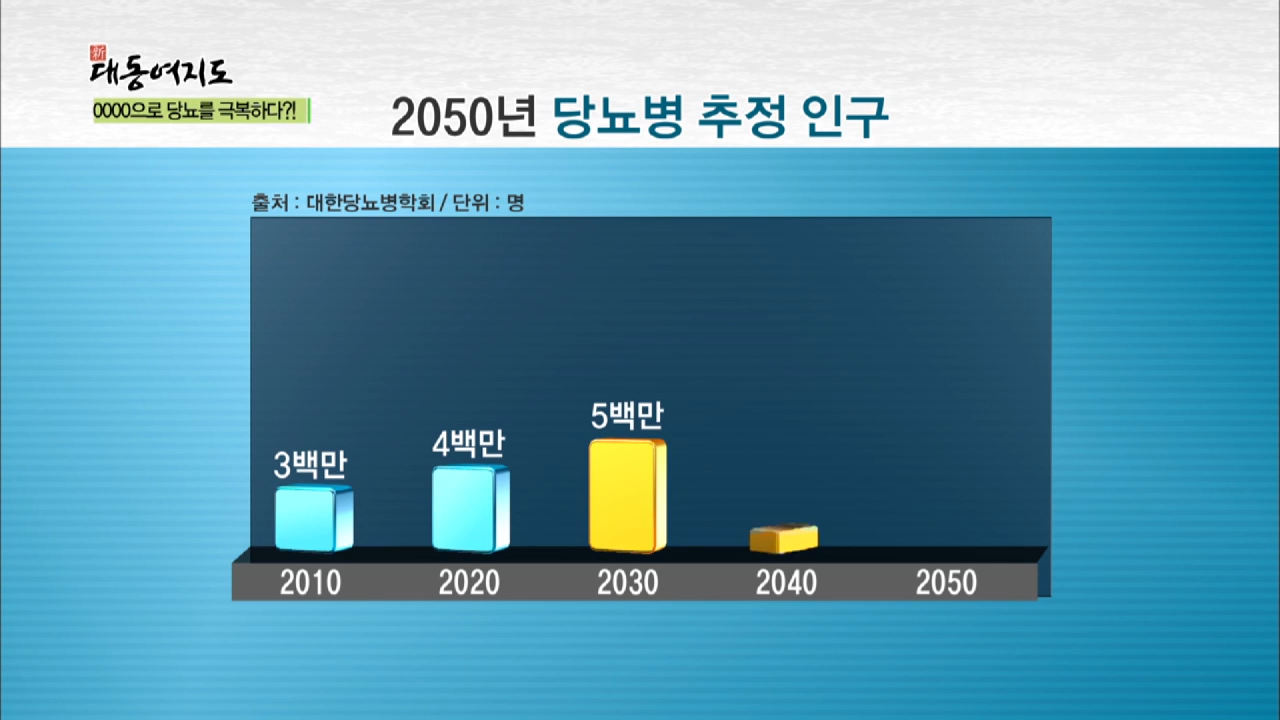 新
대동여지도
0000으로 당뇨를 극복하다?!
2050년 당뇨병 추정 인구
출처 : 대한당뇨병학회 / 단위 : 명
3백만
4백만
5백만
2010
2020
2030
2040
2050